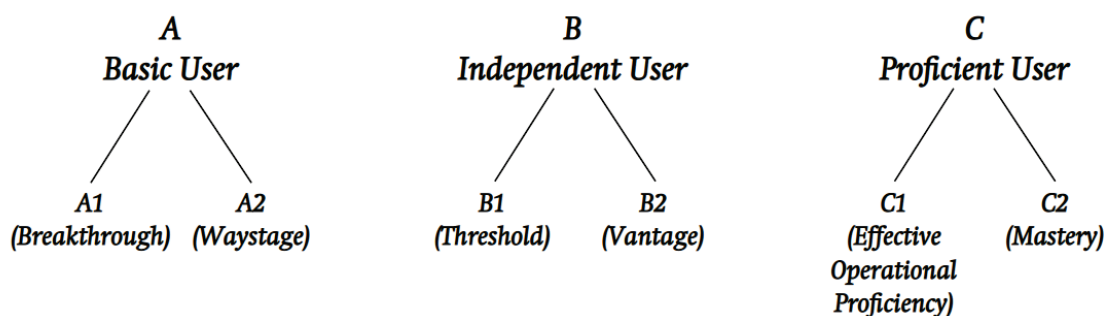 A
Basic User
A1
(Breakthrough)
A2
(Waystage)
B
Independent User
B1
(Threshold)
B2
(Vantage)
C
Proficient User
C1
(Effective
Operational
Proficiency)
C2
(Mastery)